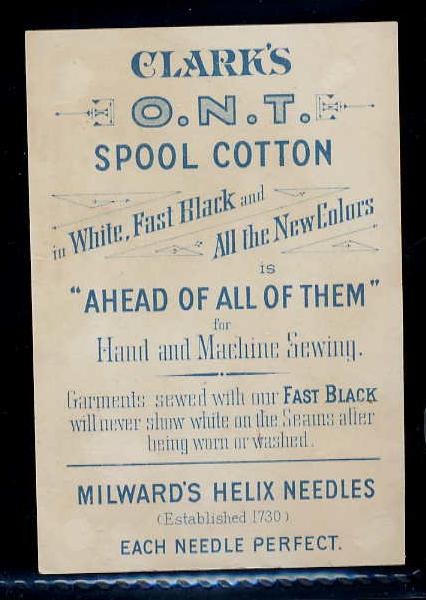 CLARK'S
O.N.T.
SPOOL COTTON
in White, Fast Black and
All the New Colors
is
"AHEAD OF ALL OF THEM"
for
Hand and Machine Sewing.
Garments sewed with our FAST BLACK
will never show white on the Seams after
being worn or washed.
MILWARD'S HELIX NEEDLES
(Established 1730)
EACH NEEDLE PERFECT.